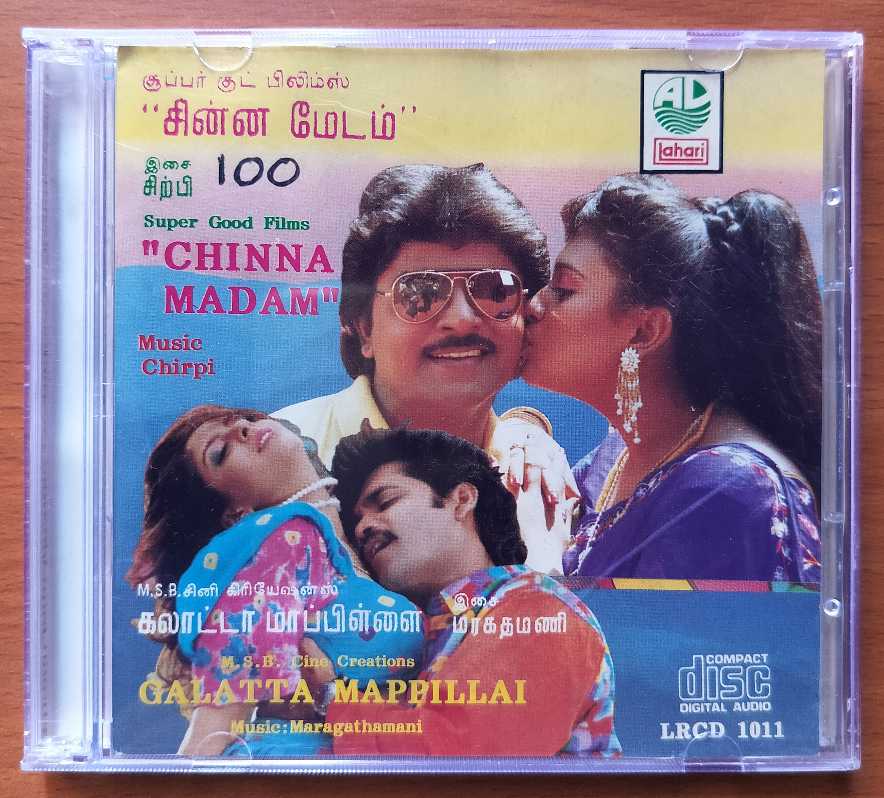 சூப்பர் குட் பிலிம்ஸ்
"சின்ன மேடம்"
இசை
சிற்பி
100
Super Good Films
"CHINNA
MADAM"
Music
Chirpi
AL
Lahari
M.S.B.சினி கிரியேஷன்ஸ்
கலாட்டா மாப்பிள்ளை
இசை
மரகதமணி
M.S.B. Cine Creations
GALATTA MAPPILLAI
Music:Maragathamani
COMPACT
disc
DIGITAL AUDIO
LRCD 1011